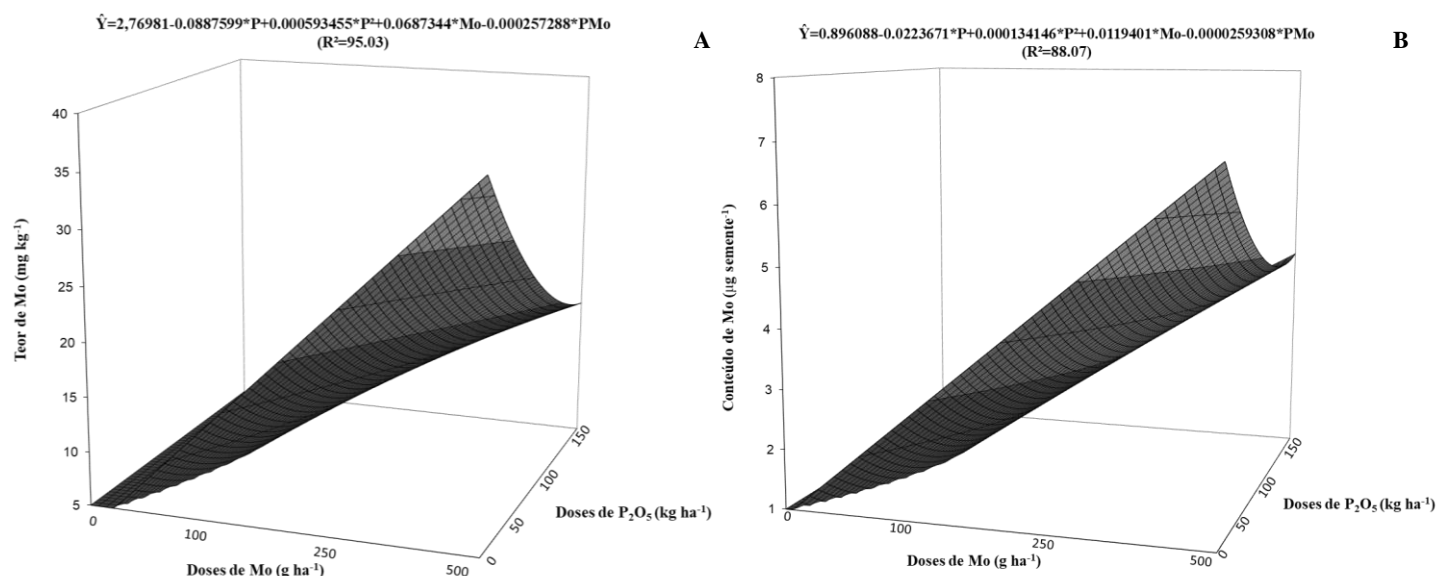 Ŷ=2,76981-0.0887599*P+0.000593455*P²+0.0687344*Mo-0.000257288*PMo
(R²=95.03)
A
40
35
30
25
20
15
10
5
Teor de Mo (mg kg⁻¹)
0
100
250
500
Doses de Mo (g ha⁻¹)
0
50
100
150
Doses de P₂O₅ (kg ha⁻¹)
Ŷ=0.896088-0.0223671*P+0.000134146*P²+0.0119401*Mo-0.0000259308*PMo
(R²=88.07)
B
8
7
6
5
4
3
2
1
Conteúdo de Mo (µg semente⁻¹)
0
100
250
500
Doses de Mo (g ha⁻¹)
0
50
100
150
Doses de P₂O₅ (kg ha⁻¹)